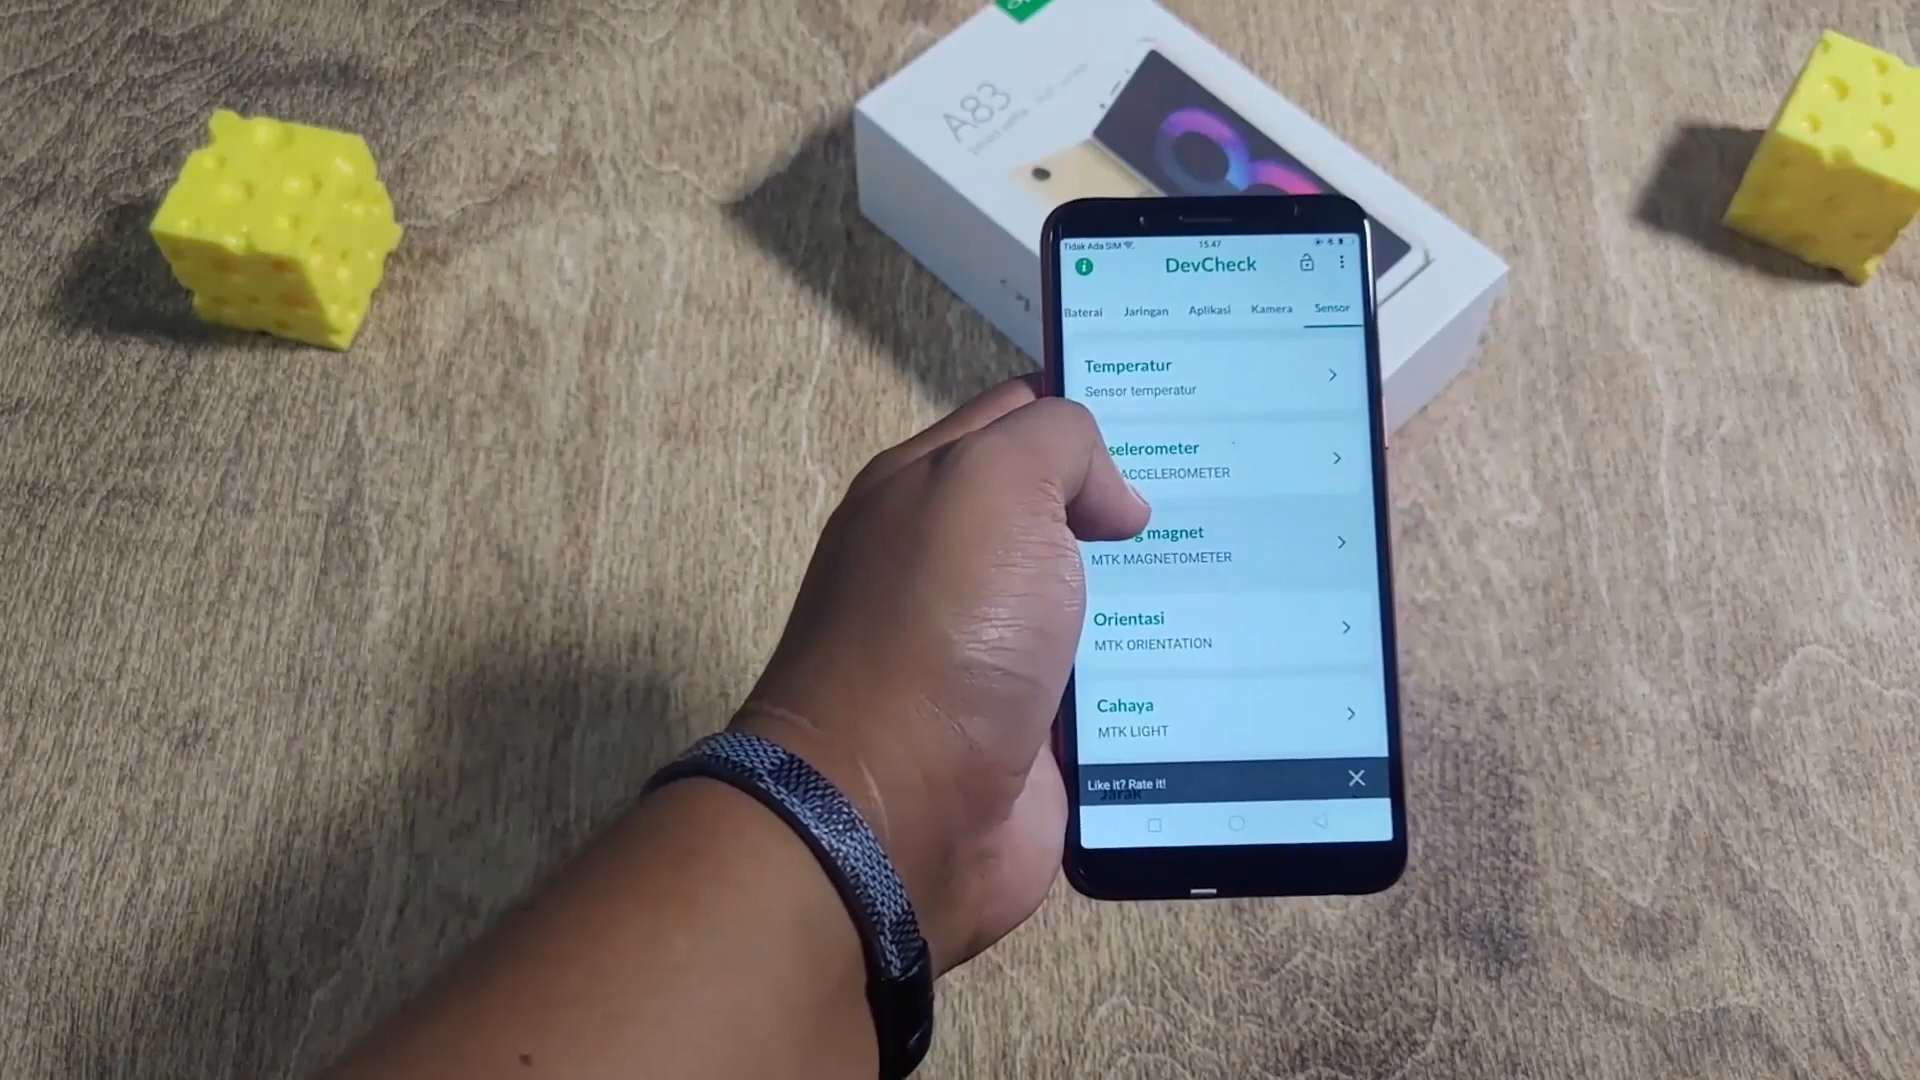 A83
Tidak Ada SIM
15.47
DevCheck
Baterai Jaringan Aplikasi Kamera Sensor
Temperatur
Sensor temperatur
selerometer
ACCELEROMETER
g magnet
MTK MAGNETOMETER
Orientasi
MTK ORIENTATION
Cahaya
MTK LIGHT
Like it? Rate it!
Jarak